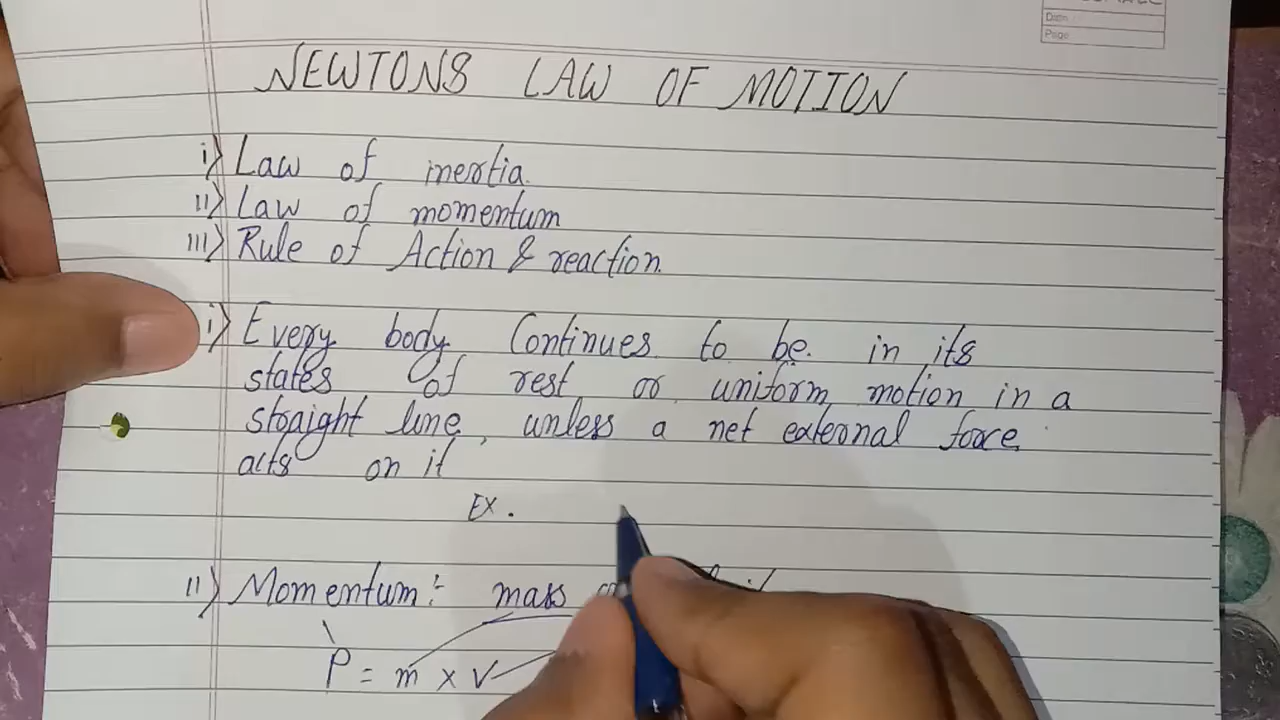 Date
Page
NEWTONS LAW OF MOTION
i) Law of inertia.
ii) Law of momentum
iii) Rule of Action & reaction.
i) Every body Continues to be. in its
states of rest or uniform motion in a
straight line, unless a net external force
acts on it
EX.
ii) Momentum:- mass
P = m x V